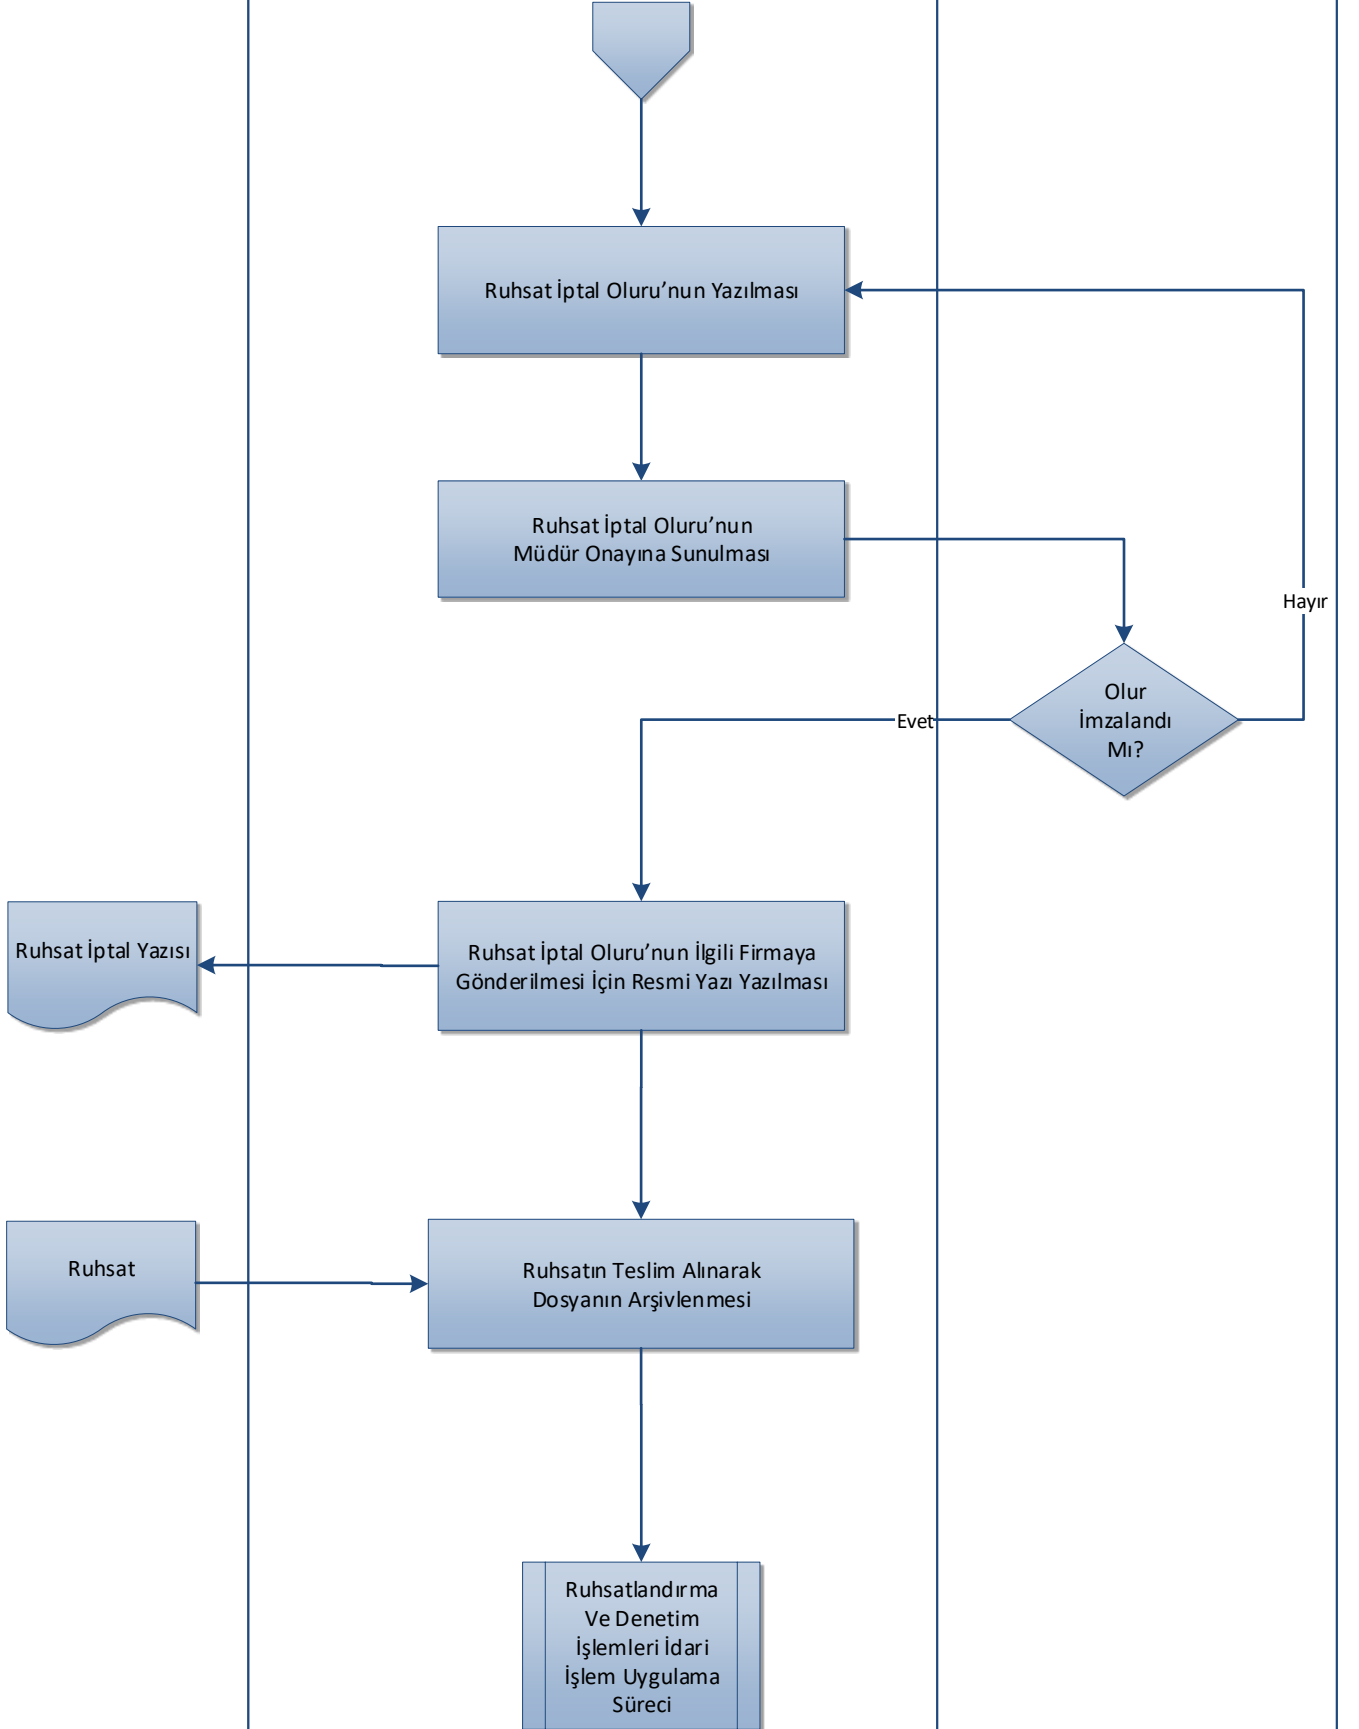 Ruhsat İptal Oluru’nun Yazılması
Ruhsat İptal Oluru’nun
Müdür Onayına Sunulması
Hayır
Olur
İmzalandı
Mı?
Evet
Ruhsat İptal Yazısı
Ruhsat İptal Oluru’nun İlgili Firmaya
Gönderilmesi İçin Resmi Yazı Yazılması
Ruhsat
Ruhsatın Teslim Alınarak
Dosyanın Arşivlenmesi
Ruhsatlandırma
Ve Denetim
İşlemleri İdari
İşlem Uygulama
Süreci